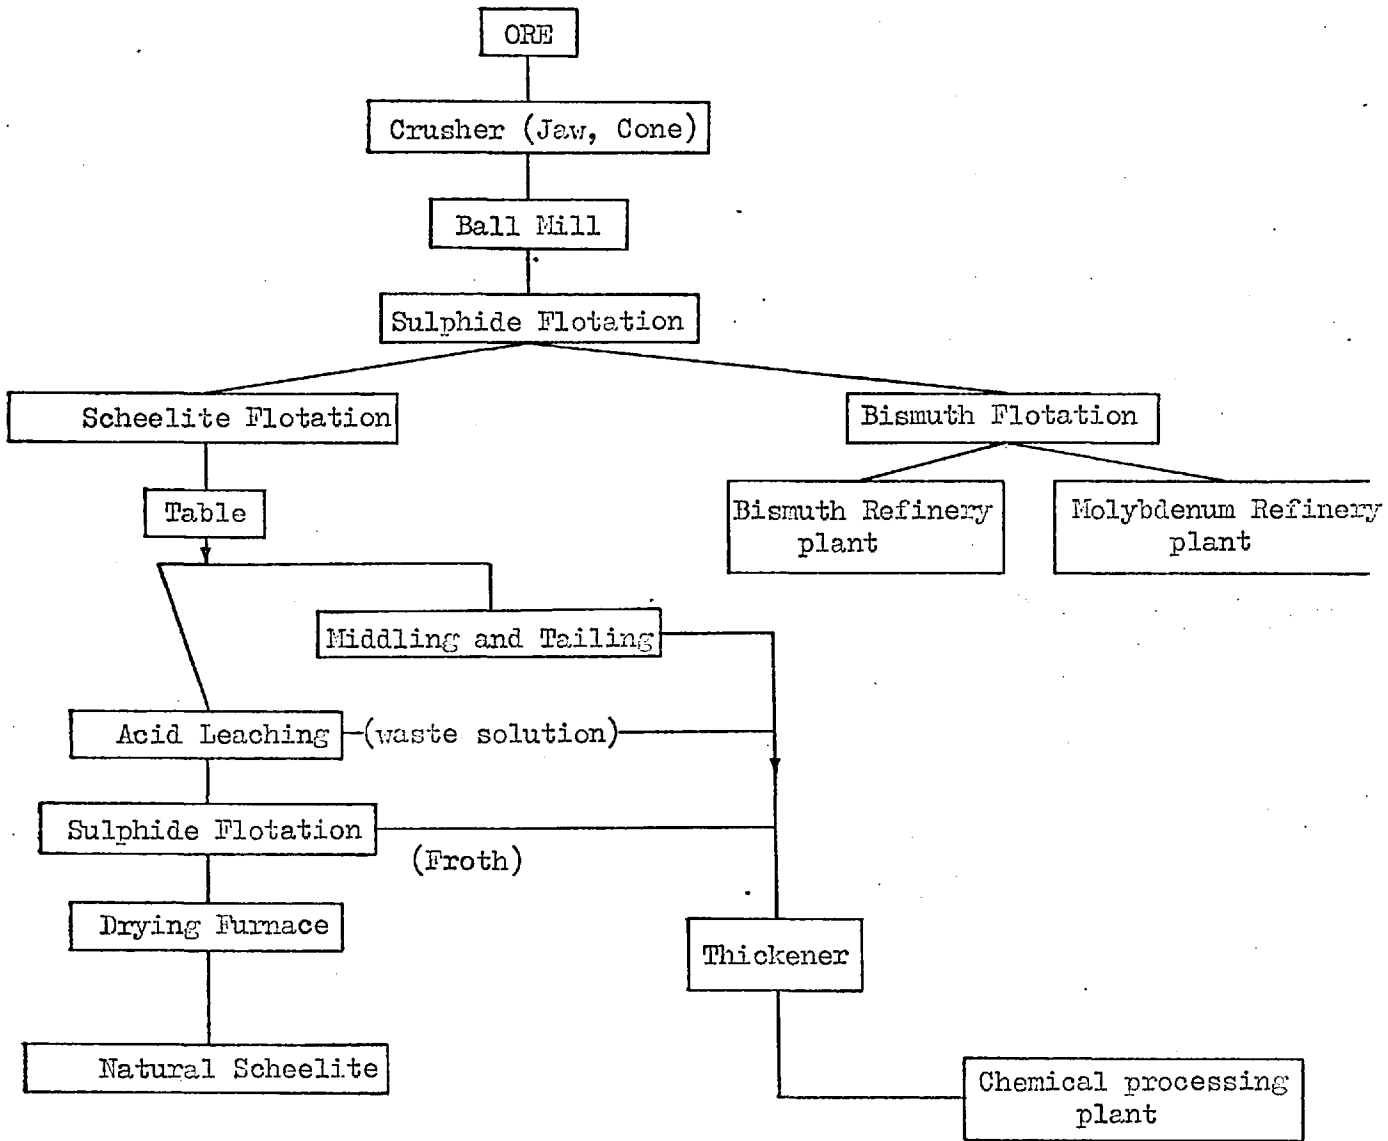 ORE
Crusher (Jaw, Cone)
Ball Mill
Sulphide Flotation
Scheelite Flotation
Bismuth Flotation
Table
Bismuth Refinery
plant
Molybdenum Refinery
plant
Middling and Tailing
Acid Leaching
(waste solution)
Sulphide Flotation
(Froth)
Drying Furnace
Thickener
Natural Scheelite
Chemical processing
plant